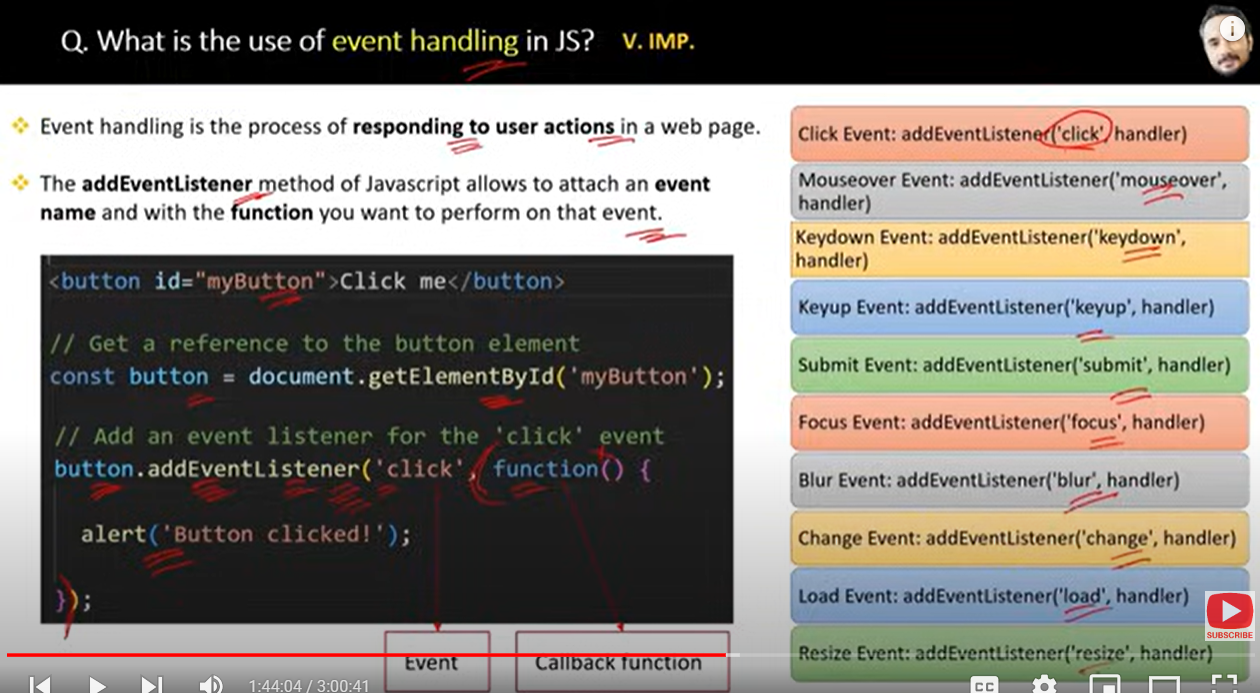 Q. What is the use of event handling in JS? V. IMP.
Event handling is the process of responding to user actions in a web page.
The addEventListener method of Javascript allows to attach an event
name and with the function you want to perform on that event.
<button id="myButton">Click me</button>
// Get a reference to the button element
const button = document.getElementById('myButton');
// Add an event listener for the 'click' event
button.addEventListener('click', function() {
alert('Button clicked!');
});
Event
Callback function
Click Event: addEventListener('click', handler)
Mouseover Event: addEventListener('mouseover',
handler)
Keydown Event: addEventListener('keydown',
handler)
Keyup Event: addEventListener('keyup', handler)
Submit Event: addEventListener('submit', handler)
Focus Event: addEventListener('focus', handler)
Blur Event: addEventListener('blur', handler)
Change Event: addEventListener('change', handler)
Load Event: addEventListener('load', handler)
Resize Event: addEventListener('resize', handler)
SUBSCRIBE
1:44:04 / 3:00:41
CC